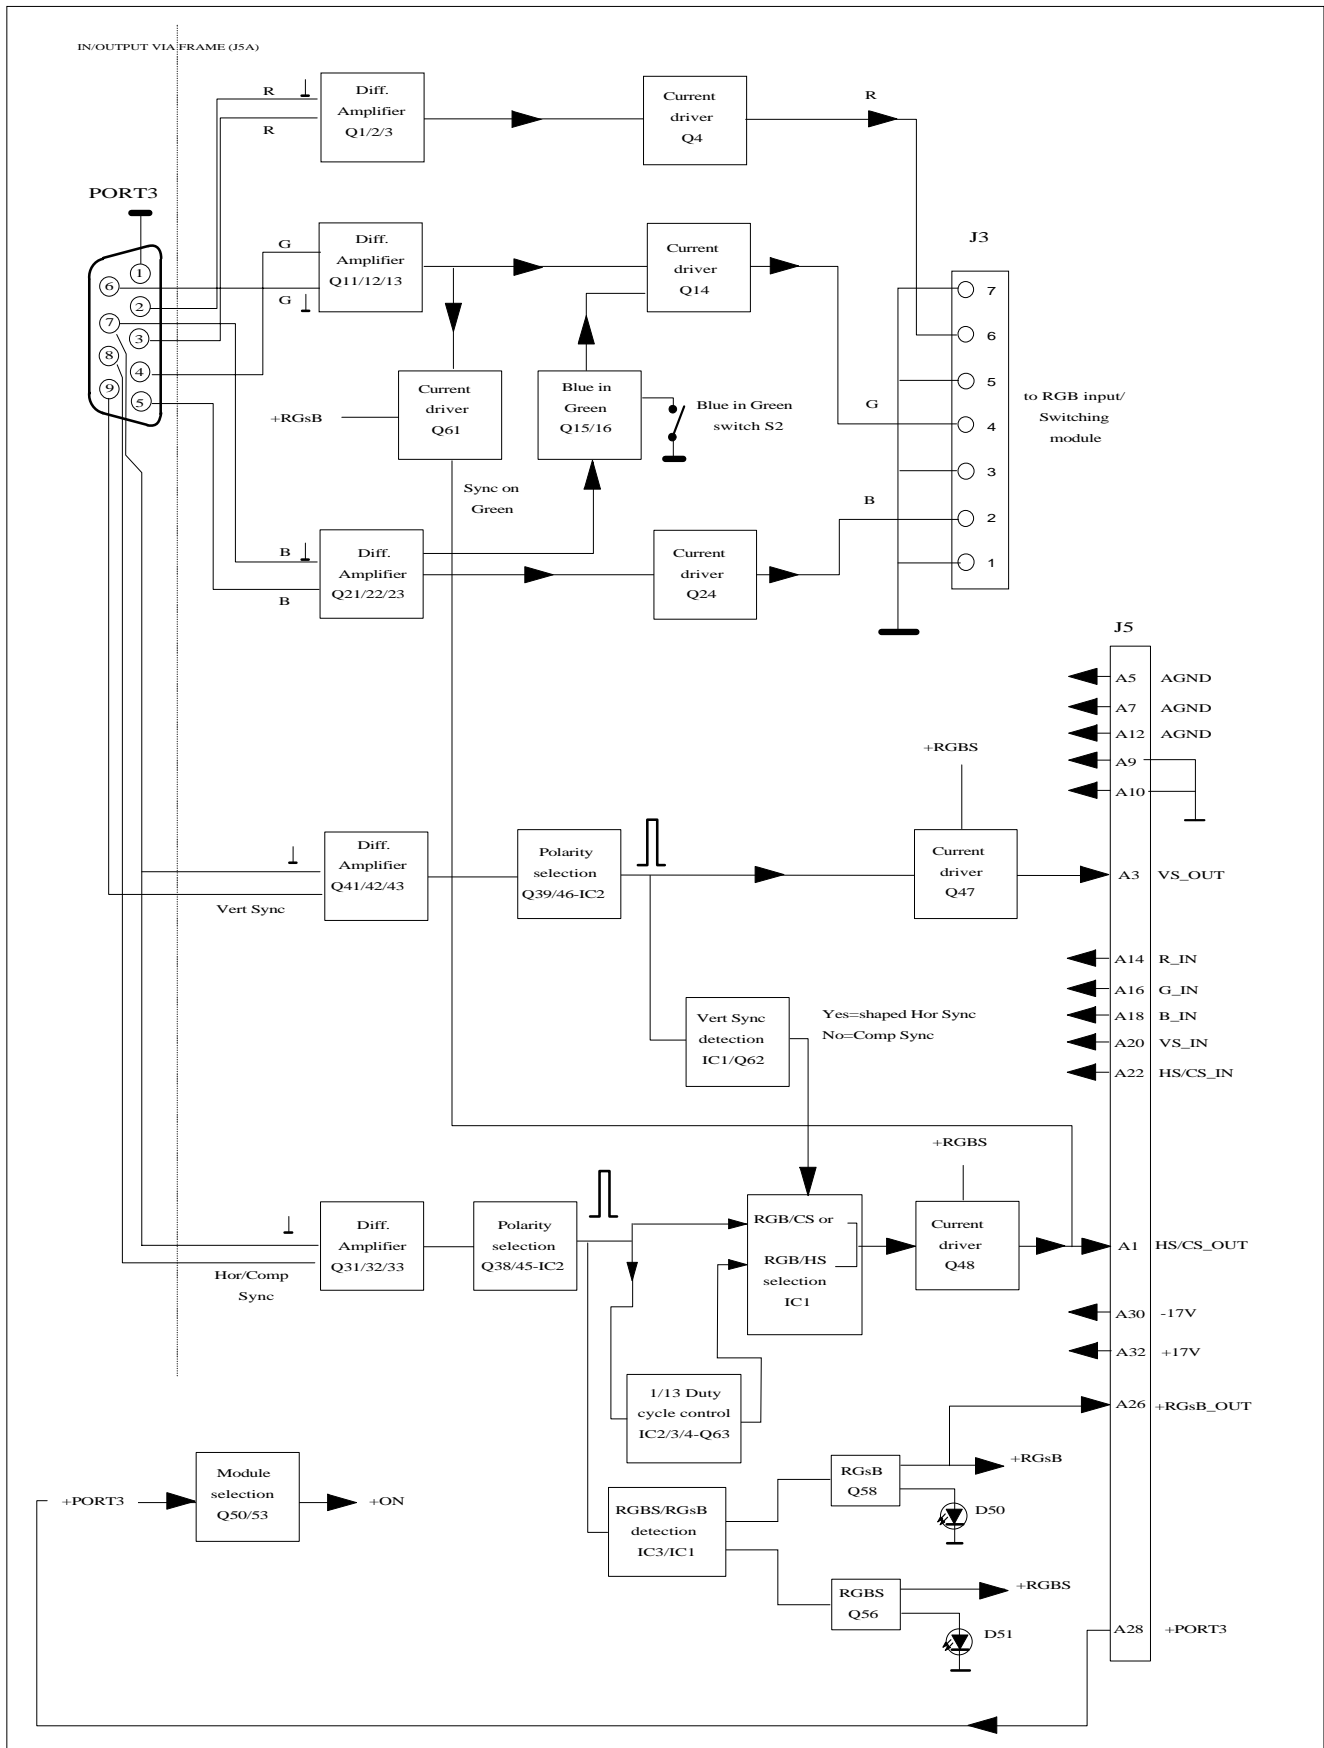 IN/OUTPUT VIA FRAME (J5A)
R
R
Diff.
Amplifier
Q1/2/3
Current
driver
Q4
R
PORT3
1
6
2
7
3
8
4
9
5
G
G
Diff.
Amplifier
Q11/12/13
Current
driver
Q14
J3
7
6
5
4
3
2
1
to RGB input/
Switching
module
+RGsB
Current
driver
Q61
Blue in
Green
Q15/16
Blue in Green
switch S2
G
Sync on
Green
B
B
B
Diff.
Amplifier
Q21/22/23
Current
driver
Q24
J5
A5 AGND
A7 AGND
A12 AGND
A9
A10
+RGBS
Diff.
Amplifier
Q41/42/43
Vert Sync
Polarity
selection
Q39/46-IC2
Current
driver
Q47
A3 VS_OUT
A14 R_IN
A16 G_IN
A18 B_IN
A20 VS_IN
A22 HS/CS_IN
Vert Sync
detection
IC1/Q62
Yes=shaped Hor Sync
No=Comp Sync
+RGBS
Diff.
Amplifier
Q31/32/33
Hor/Comp
Sync
Polarity
selection
Q38/45-IC2
RGB/CS or
RGB/HS
selection
IC1
Current
driver
Q48
A1 HS/CS_OUT
A30 -17V
A32 +17V
A26 +RGsB_OUT
1/13 Duty
cycle control
IC2/3/4-Q63
+PORT3
Module
selection
Q50/53
+ON
RGBS/RGsB
detection
IC3/IC1
RGsB
Q58
+RGsB
D50
RGBS
Q56
+RGBS
D51
A28 +PORT3